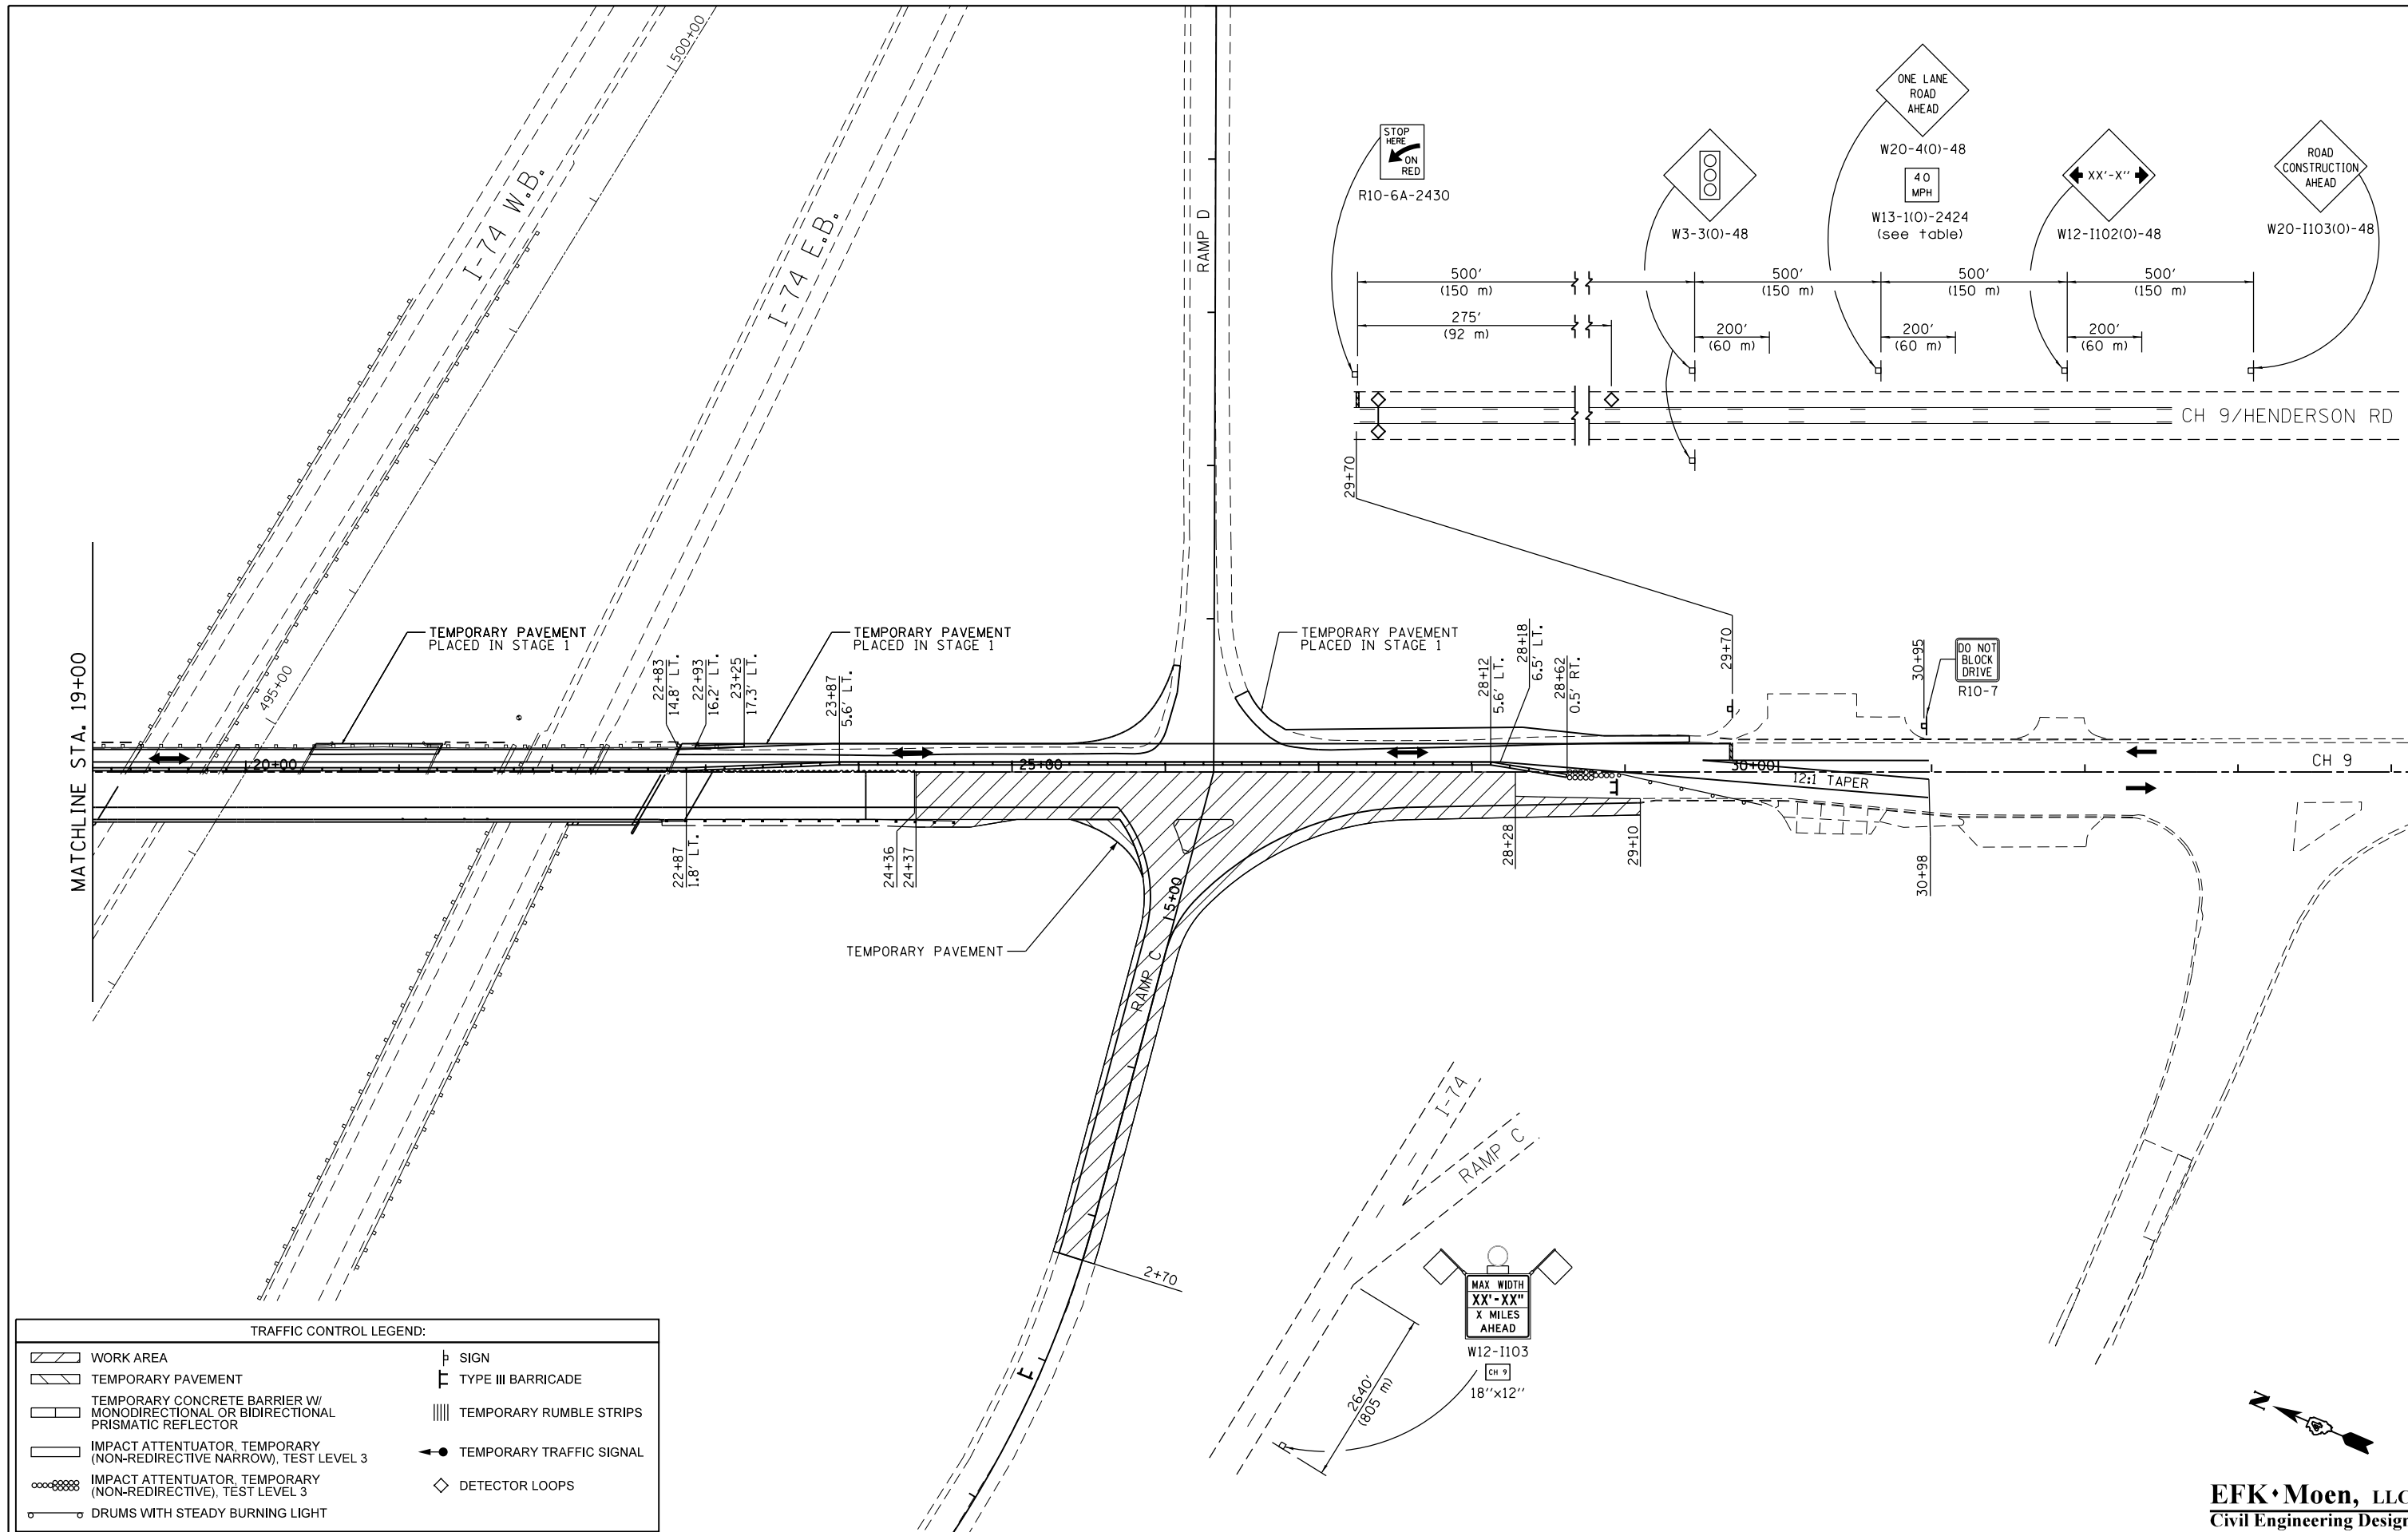 500+00
I-74 W.B.
I-74 E.B.
RAMP D
STOP
HERE
ON
RED
R10-6A-2430
W3-3(O)-48
ONE LANE
ROAD
AHEAD
W20-4(O)-48
40
MPH
W13-1(O)-2424
(see table)
XX'-X"
W12-I102(O)-48
ROAD
CONSTRUCTION
AHEAD
W20-I103(O)-48
500'
(150 m)
500'
(150 m)
500'
(150 m)
500'
(150 m)
275'
(92 m)
200'
(60 m)
200'
(60 m)
200'
(60 m)
CH 9/HENDERSON RD
29+70
MATCHLINE STA. 19+00
495+00
TEMPORARY PAVEMENT
PLACED IN STAGE 1
22+83
14.8' LT.
22+93
16.2' LT.
23+25
17.3' LT.
23+87
5.6' LT.
TEMPORARY PAVEMENT
PLACED IN STAGE 1
TEMPORARY PAVEMENT
PLACED IN STAGE 1
28+12
5.6' LT.
28+18
6.5' LT.
28+62
0.5' RT.
29+70
30+95
DO NOT
BLOCK
DRIVE
R10-7
20+00
25+00
30+00
12:1 TAPER
CH 9
22+87
1.8' LT.
24+36
24+37
28+28
29+10
30+98
TEMPORARY PAVEMENT
5+00
RAMP C
2+70
I-74
RAMP C
MAX WIDTH
XX'-XX"
X MILES
AHEAD
W12-I103
CH 9
18"x12"
2640'
(805 m)
TRAFFIC CONTROL LEGEND:
WORK AREA
TEMPORARY PAVEMENT
TEMPORARY CONCRETE BARRIER W/
MONODIRECTIONAL OR BIDIRECTIONAL
PRISMATIC REFLECTOR
IMPACT ATTENTUATOR, TEMPORARY
(NON-REDIRECTIVE NARROW), TEST LEVEL 3
IMPACT ATTENTUATOR, TEMPORARY
(NON-REDIRECTIVE), TEST LEVEL 3
DRUMS WITH STEADY BURNING LIGHT
SIGN
TYPE III BARRICADE
TEMPORARY RUMBLE STRIPS
TEMPORARY TRAFFIC SIGNAL
DETECTOR LOOPS
N
EFK•Moen, LLC
Civil Engineering Design